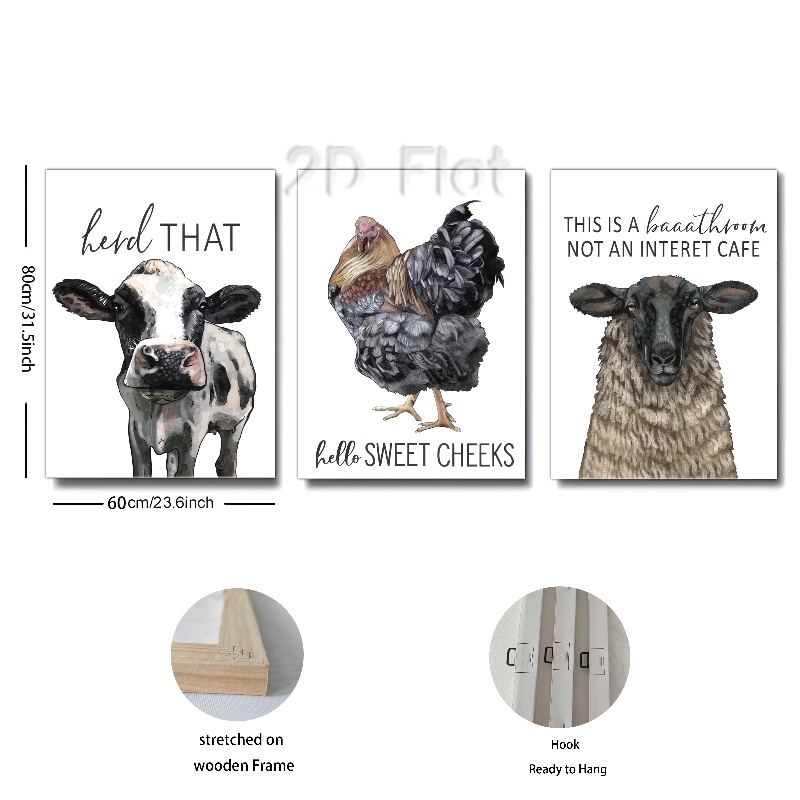 2D Flat
herd THAT
THIS IS A baaathroom
NOT AN INTERET CAFE
hello SWEET CHEEKS
80cm/31.5inch
60cm/23.6inch
stretched on
wooden Frame
Hook
Ready to Hang